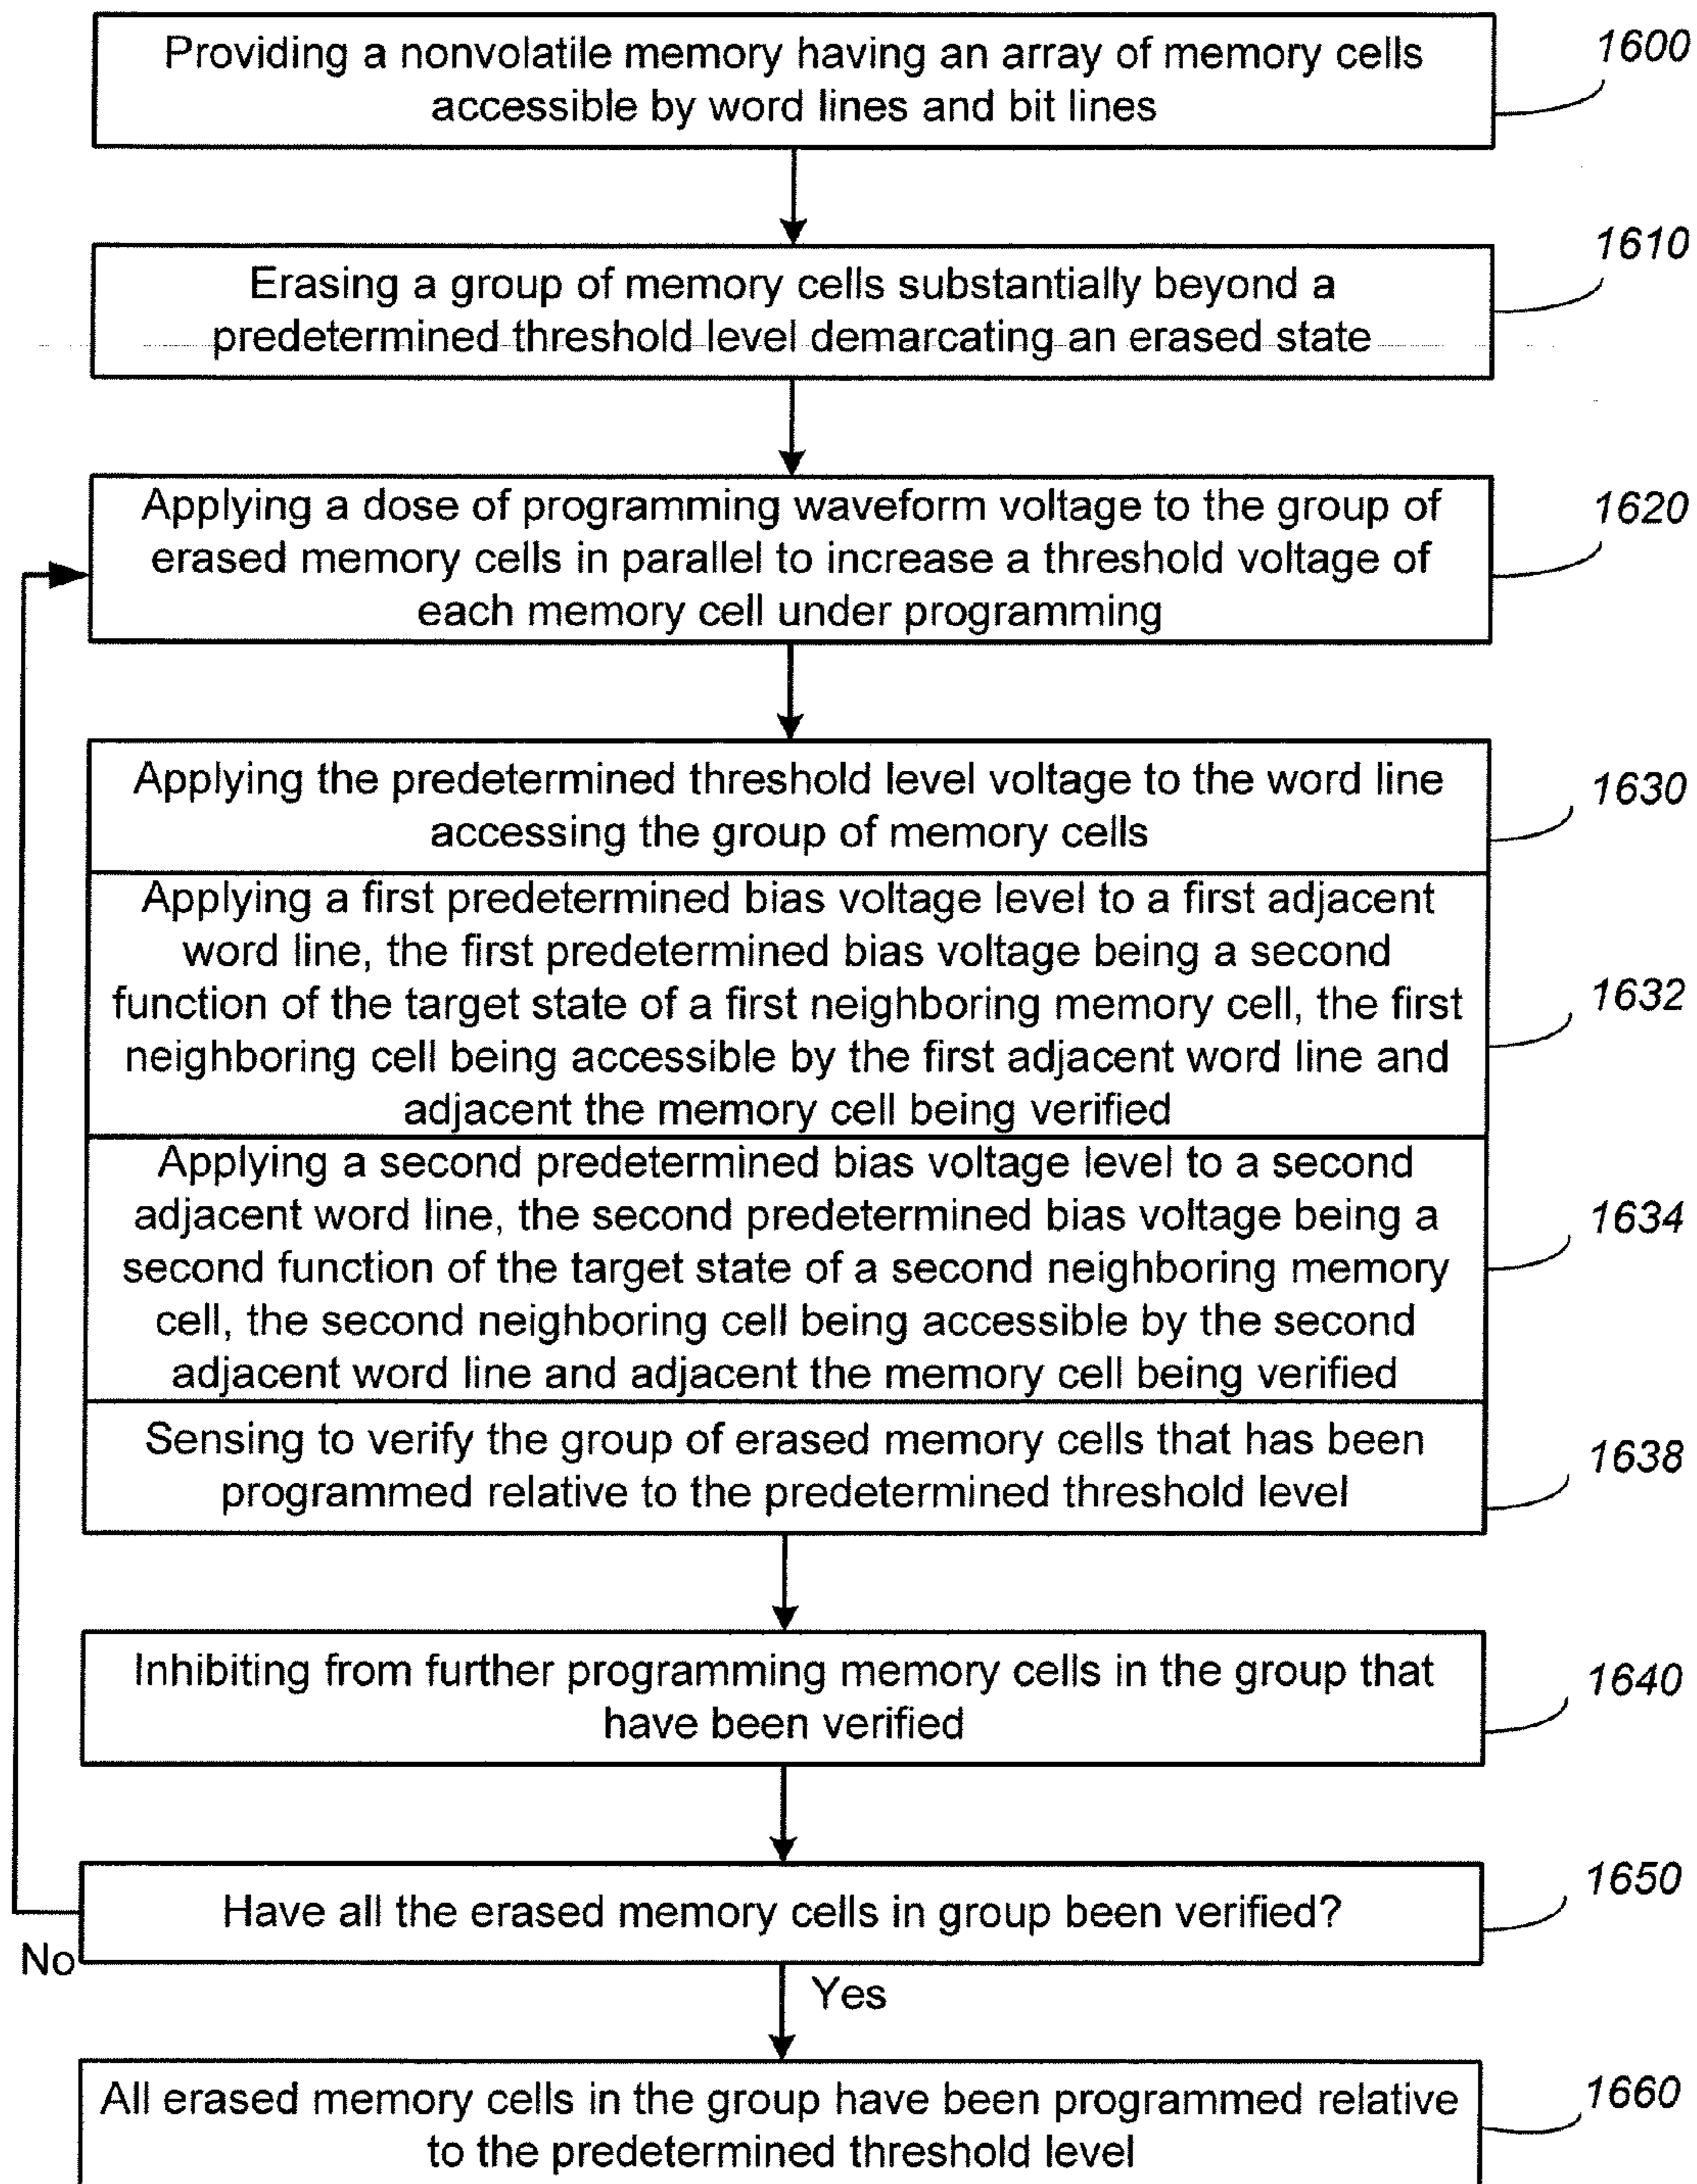 Providing a nonvolatile memory having an array of memory cells
accessible by word lines and bit lines
1600
Erasing a group of memory cells substantially beyond a
predetermined threshold level demarcating an erased state
1610
Applying a dose of programming waveform voltage to the group of
erased memory cells in parallel to increase a threshold voltage of
each memory cell under programming
1620
Applying the predetermined threshold level voltage to the word line
accessing the group of memory cells
1630
Applying a first predetermined bias voltage level to a first adjacent
word line, the first predetermined bias voltage being a second
function of the target state of a first neighboring memory cell, the first
neighboring cell being accessible by the first adjacent word line and
adjacent the memory cell being verified
1632
Applying a second predetermined bias voltage level to a second
adjacent word line, the second predetermined bias voltage being a
second function of the target state of a second neighboring memory
cell, the second neighboring cell being accessible by the second
adjacent word line and adjacent the memory cell being verified
1634
Sensing to verify the group of erased memory cells that has been
programmed relative to the predetermined threshold level
1638
Inhibiting from further programming memory cells in the group that
have been verified
1640
Have all the erased memory cells in group been verified?
1650
No
Yes
All erased memory cells in the group have been programmed relative
to the predetermined threshold level
1660